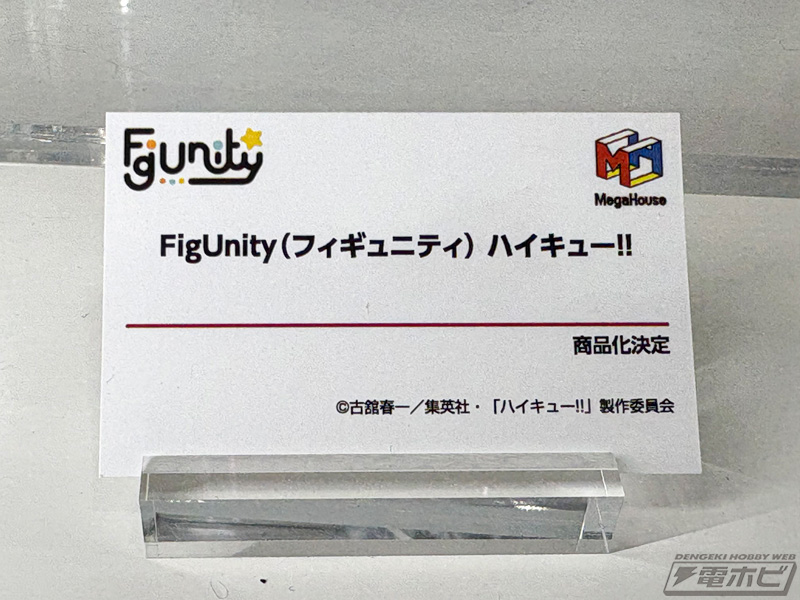 FigUnity
MegaHouse
FigUnity（フィギュニティ） ハイキュー!!
商品化決定
©古舘春一／集英社・「ハイキュー!!」製作委員会
DENGEKI HOBBY WEB
電ホビ